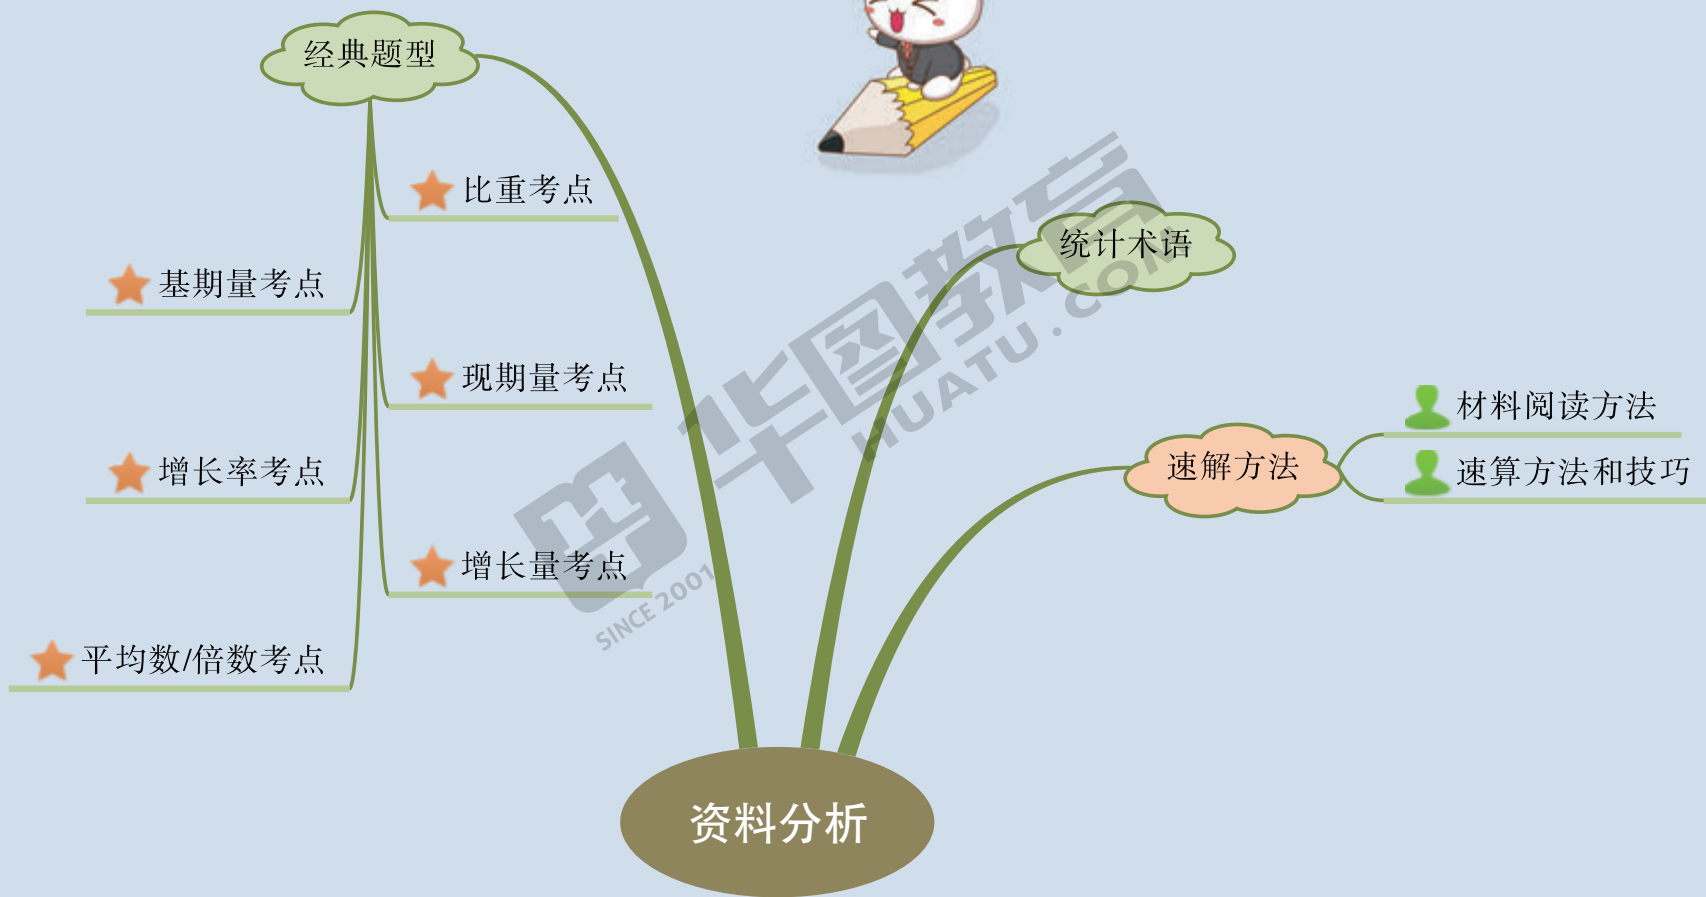 经典题型
比重考点
基期量考点
现期量考点
增长率考点
增长量考点
平均数/倍数考点
统计术语
速解方法
材料阅读方法
速算方法和技巧
资料分析
华图教育
HUATU.COM
SINCE 2001